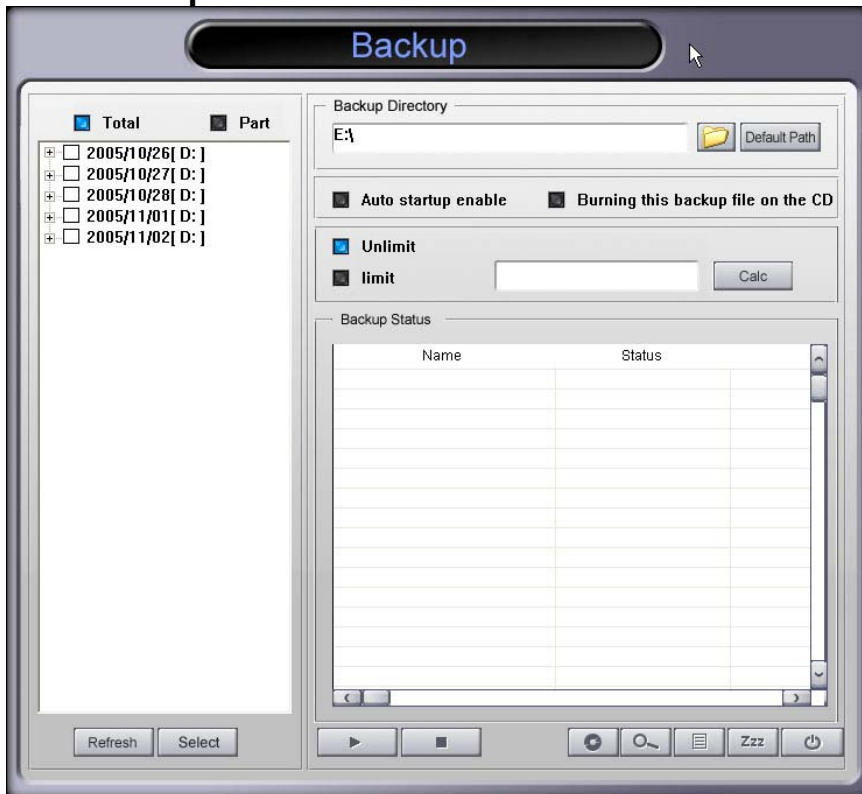 Backup
Total Part
2005/10/26[ D: ]
2005/10/27[ D: ]
2005/10/28[ D: ]
2005/11/01[ D: ]
2005/11/02[ D: ]
Refresh Select
Backup Directory
E:\
Default Path
Auto startup enable Burning this backup file on the CD
Unlimit
limit Calc
Backup Status
Name Status
Zzz